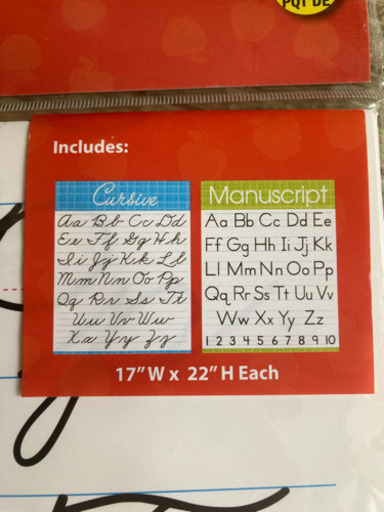 PQT DE
Includes:
Cursive
Aa Bb Cc Dd
Ee Ff Gg Hh
Ii Jj Kk Ll
Mm Nn Oo Pp
Qq Rr Ss Tt
Uu Vv Ww
Xx Yy Zz
Manuscript
Aa Bb Cc Dd Ee
Ff Gg Hh Ii Jj Kk
Ll Mm Nn Oo Pp
Qq Rr Ss Tt Uu Vv
Ww Xx Yy Zz
1 2 3 4 5 6 7 8 9 10
17" W x 22" H Each